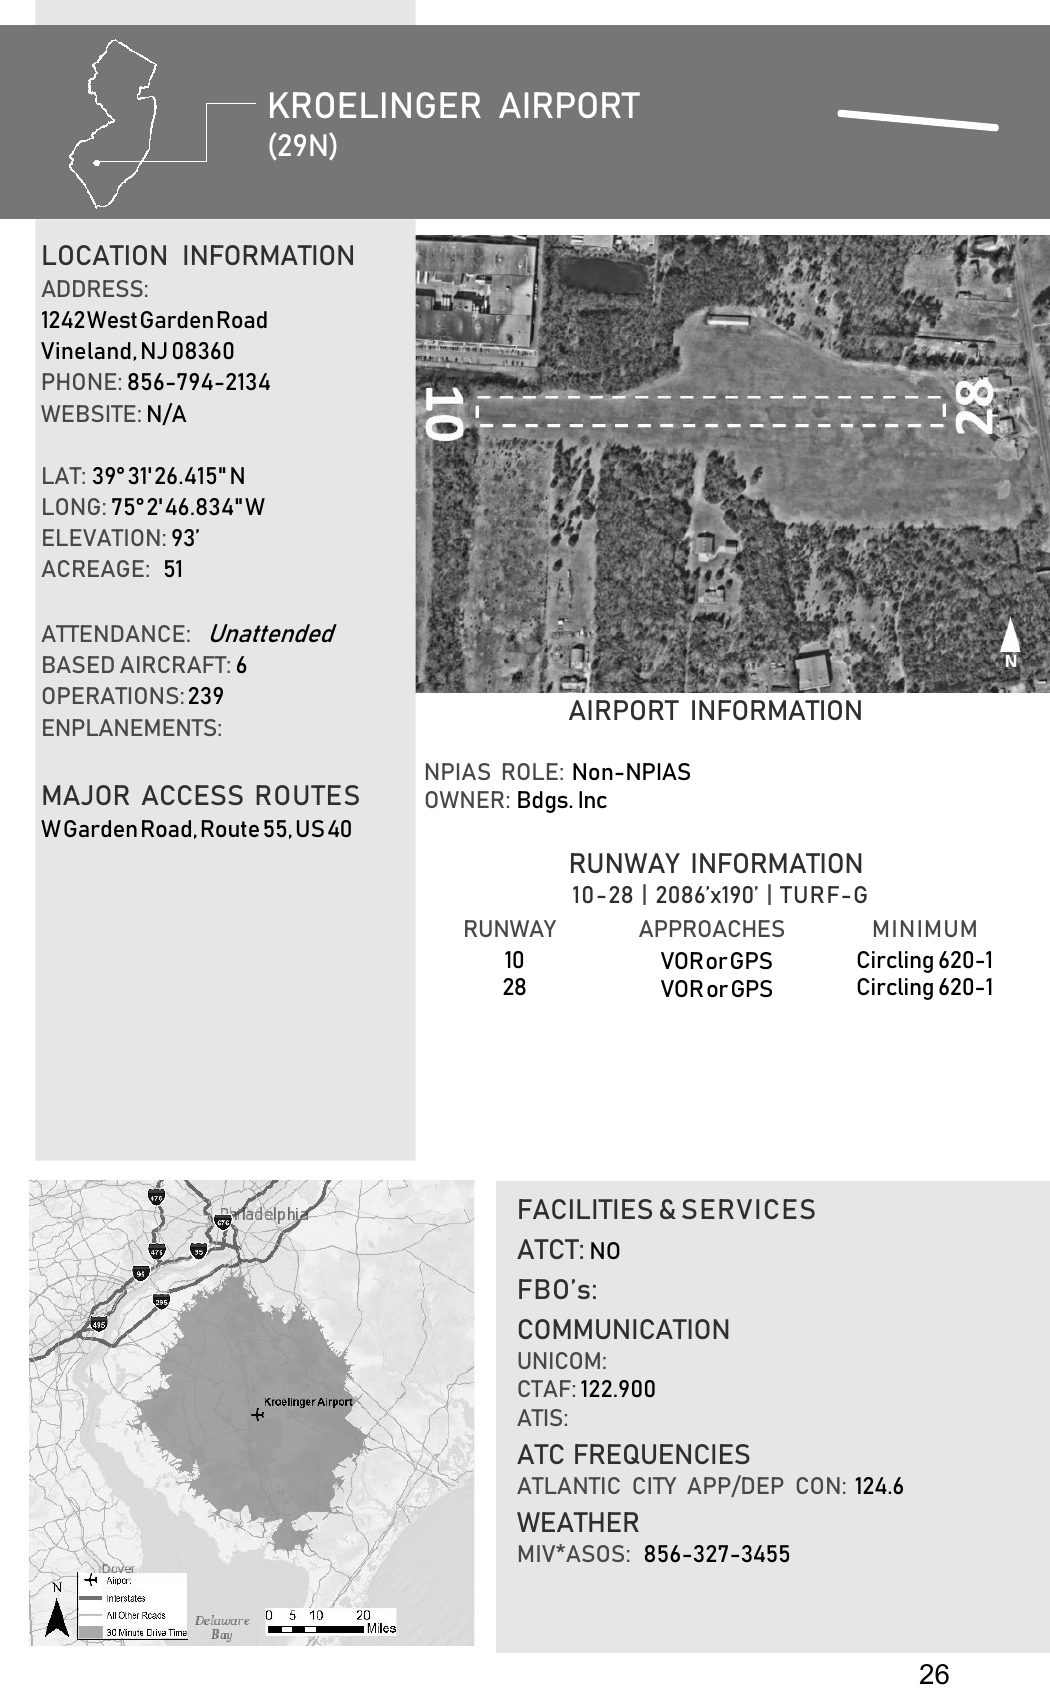 KROELINGER AIRPORT
(29N)
LOCATION INFORMATION
ADDRESS:
1242 West Garden Road
Vineland, NJ 08360
PHONE: 856-794-2134
WEBSITE: N/A
LAT: 39° 31' 26.415" N
LONG: 75° 2' 46.834" W
ELEVATION: 93’
ACREAGE: 51
ATTENDANCE: Unattended
BASED AIRCRAFT: 6
OPERATIONS: 239
ENPLANEMENTS:
MAJOR ACCESS ROUTES
W Garden Road, Route 55, US 40
10
28
N
AIRPORT INFORMATION
NPIAS ROLE: Non-NPIAS
OWNER: Bdgs. Inc
RUNWAY INFORMATION
10-28 | 2086’x190’ | TURF-G
RUNWAY APPROACHES MINIMUM
10 VOR or GPS Circling 620-1
28 VOR or GPS Circling 620-1
476
Philadelphia
676
476
95
95
295
495
Kroelinger Airport
Dover
N
Airport
Interstates
All Other Roads
30 Minute Drive Time
Delaware
Bay
0 5 10 20
Miles
FACILITIES & SERVICES
ATCT: NO
FBO’s:
COMMUNICATION
UNICOM:
CTAF: 122.900
ATIS:
ATC FREQUENCIES
ATLANTIC CITY APP/DEP CON: 124.6
WEATHER
MIV*ASOS: 856-327-3455
26